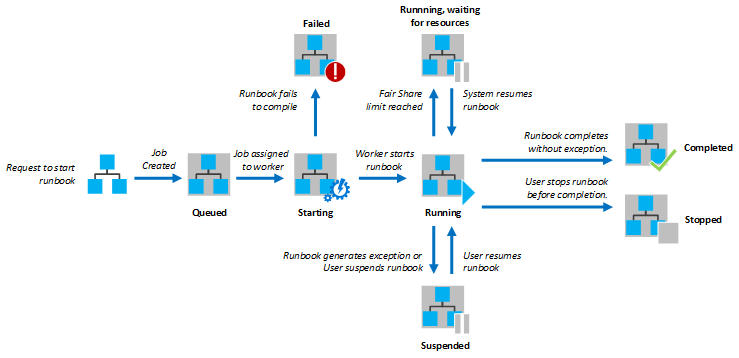 Failed
Runnning, waiting
for resources
Runbook fails
to compile
Fair Share
limit reached
System resumes
runbook
Request to start
runbook
Job
Created
Queued
Job assigned
to worker
Starting
Worker starts
runbook
Running
Runbook completes
without exception.
Completed
User stops runbook
before completion.
Stopped
Runbook generates exception or
User suspends runbook
User resumes
runbook
Suspended